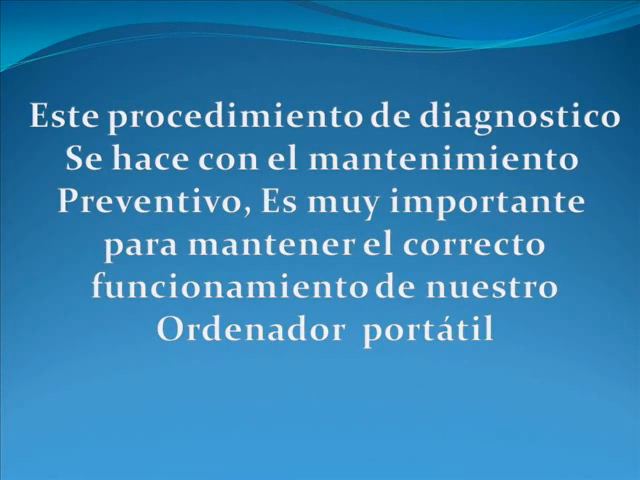 Este procedimiento de diagnostico
Se hace con el mantenimiento
Preventivo, Es muy importante
para mantener el correcto
funcionamiento de nuestro
Ordenador portátil